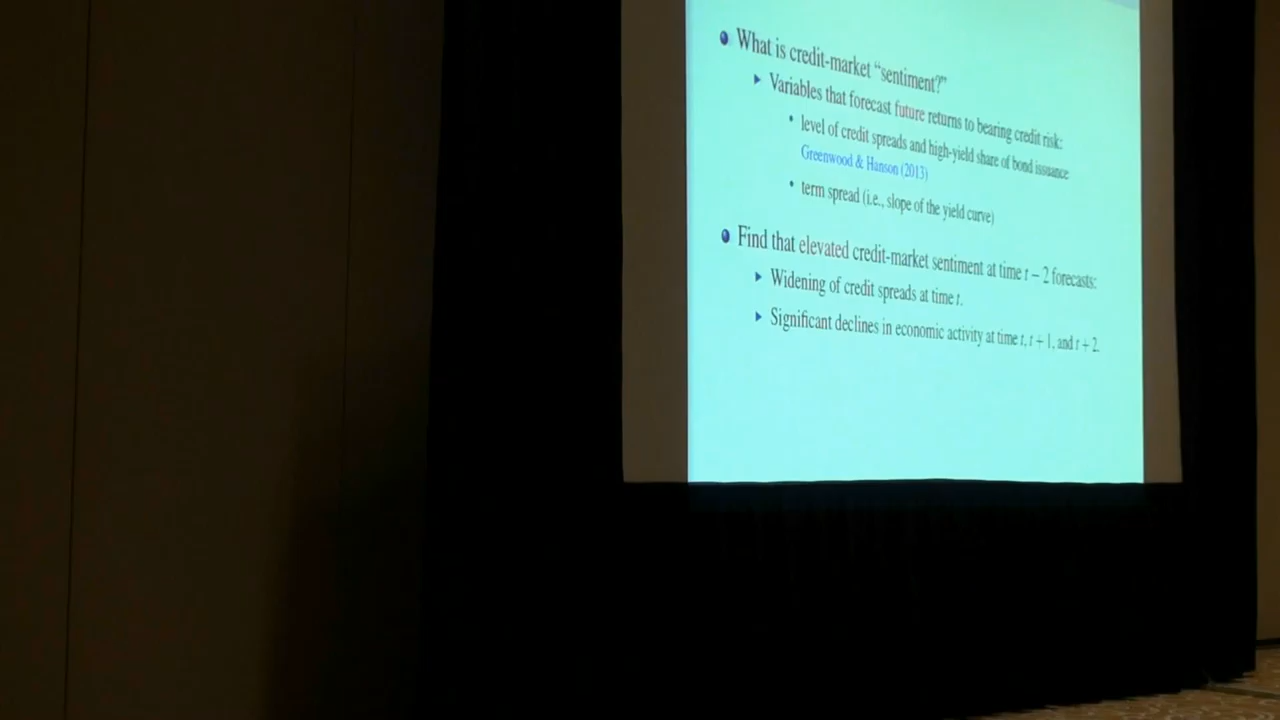 What is credit-market “sentiment?”
Variables that forecast future returns to bearing credit risk:
level of credit spreads and high-yield share of bond issuance
Greenwood & Hanson (2013)
term spread (i.e., slope of the yield curve)
Find that elevated credit-market sentiment at time t − 2 forecasts:
Widening of credit spreads at time t.
Significant declines in economic activity at time t, t + 1, and t + 2.